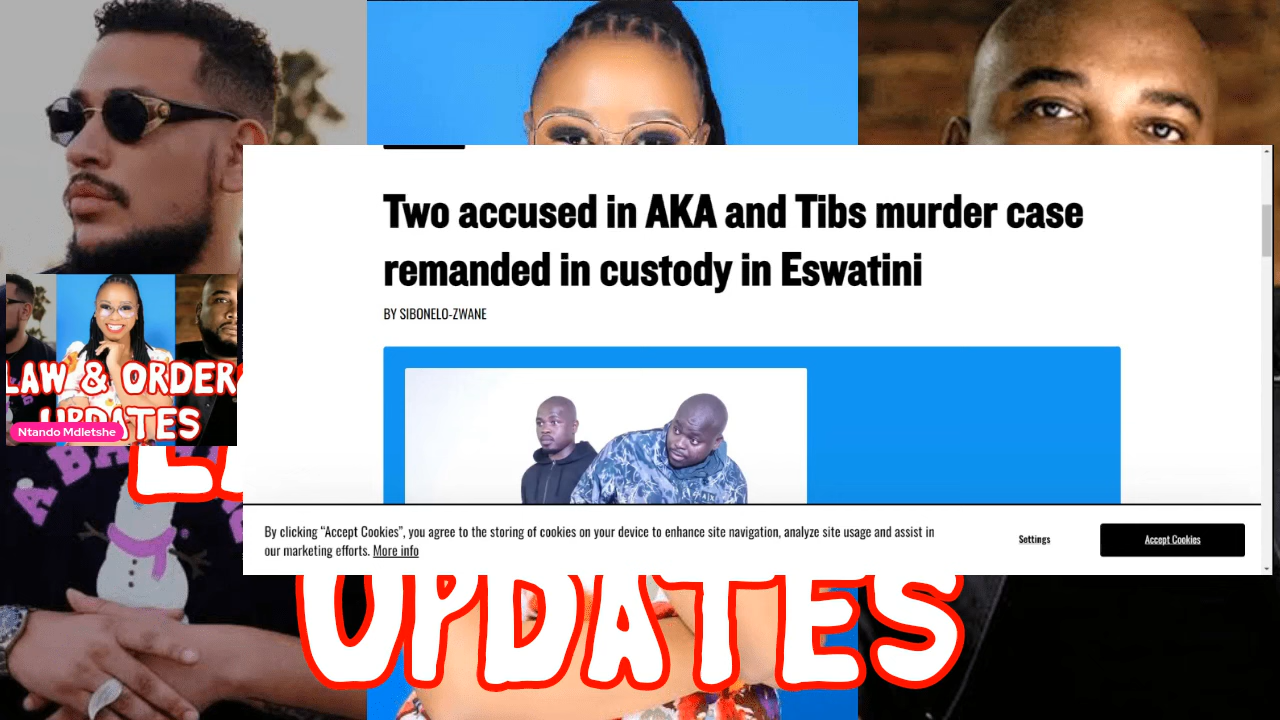 Two accused in AKA and Tibs murder case
remanded in custody in Eswatini
BY SIBONELO-ZWANE
LAW & ORDER
UPDATES
Ntando Mdletshe
A BA
By clicking “Accept Cookies”, you agree to the storing of cookies on your device to enhance site navigation, analyze site usage and assist in
our marketing efforts. More info
Settings
Accept Cookies
UPDATES